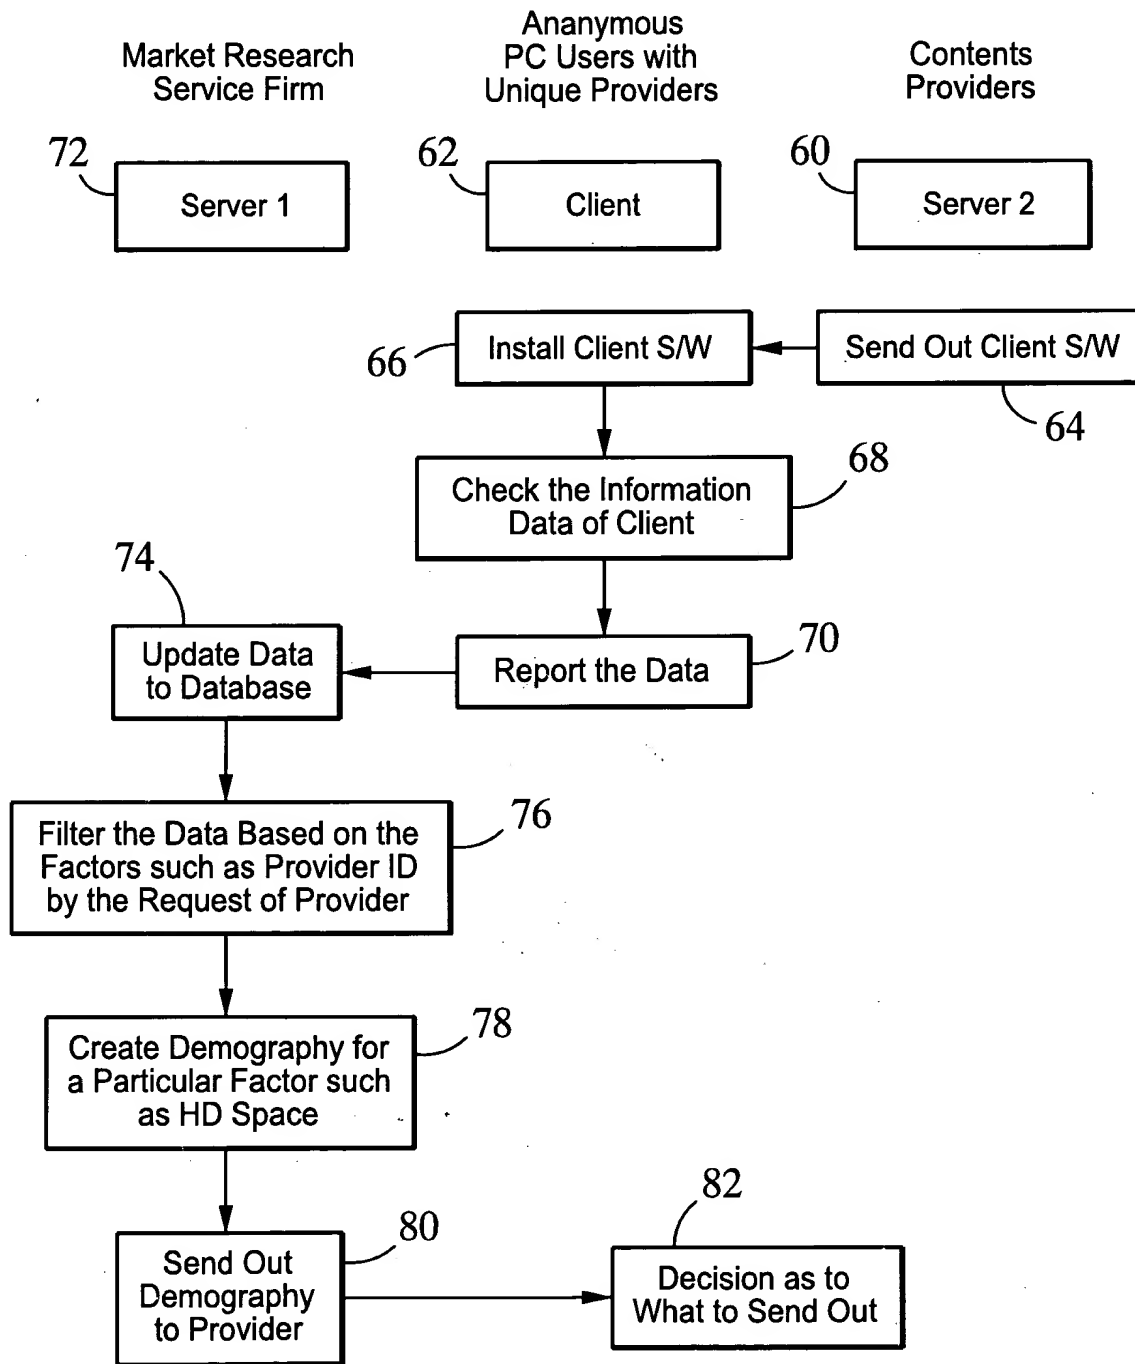 Market Research
Service Firm
Ananymous
PC Users with
Unique Providers
Contents
Providers
72
Server 1
62
Client
60
Server 2
66
Install Client S/W
Send Out Client S/W
64
68
Check the Information
Data of Client
74
Update Data
to Database
Report the Data
70
76
Filter the Data Based on the
Factors such as Provider ID
by the Request of Provider
78
Create Demography for
a Particular Factor such
as HD Space
80
Send Out
Demography
to Provider
82
Decision as to
What to Send Out